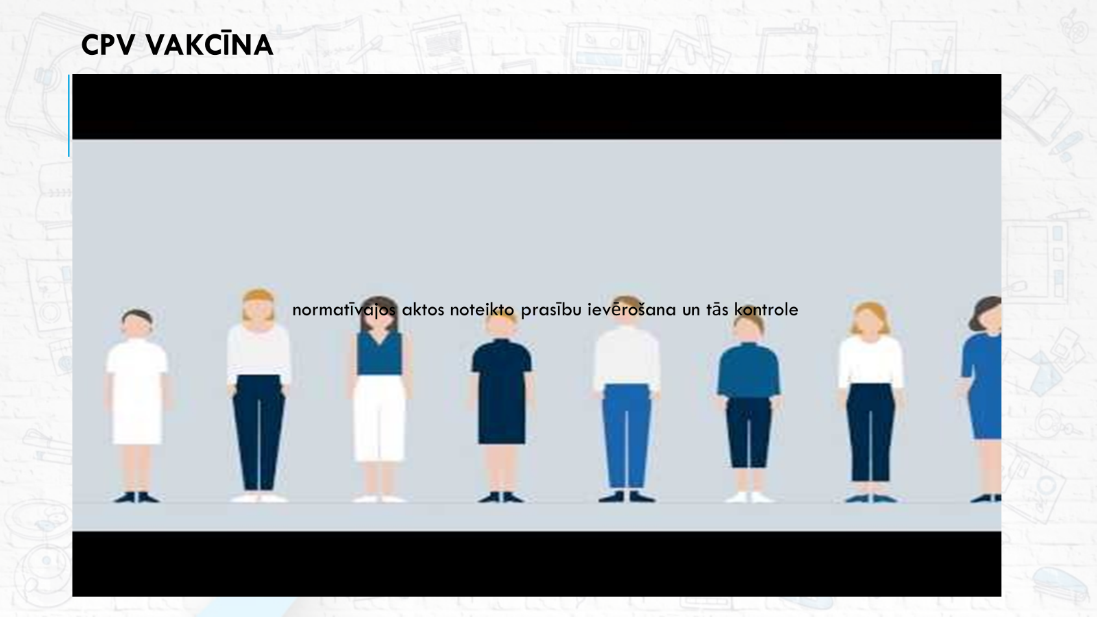 CPV VAKCĪNA
normatīvajos aktos noteikto prasību ievērošana un tās kontrole